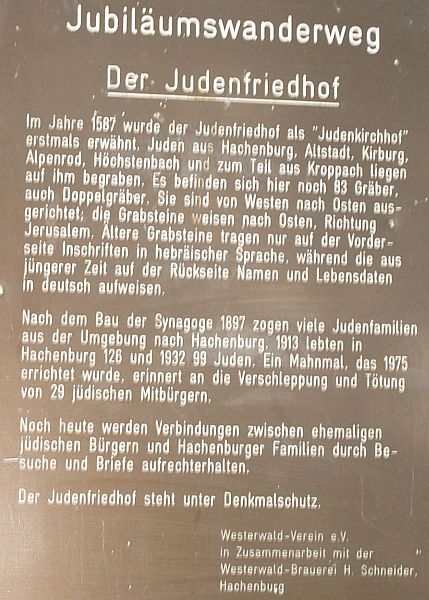 Jubiläumswanderweg
Der Judenfriedhof
Im Jahre 1587 wurde der Judenfriedhof als "Judenkirchhof"
erstmals erwähnt. Juden aus Hachenburg, Altstadt, Kirburg,
Alpenrod, Höchstenbach und zum Teil aus Kroppach liegen
auf ihm begraben. Es befinden sich hier noch 83 Gräber,
auch Doppelgräber. Sie sind von Westen nach Osten aus-
gerichtet; die Grabsteine weisen nach Osten, Richtung
Jerusalem. Ältere Grabsteine tragen nur auf der Vorder-
seite Inschriften in hebräischer Sprache, während die aus
jüngerer Zeit auf der Rückseite Namen und Lebensdaten
in deutsch aufweisen.
Nach dem Bau der Synagoge 1897 zogen viele Judenfamilien
aus der Umgebung nach Hachenburg. 1913 lebten in
Hachenburg 126 und 1932 99 Juden. Ein Mahnmal, das 1975
errichtet wurde, erinnert an die Verschleppung und Tötung
von 29 jüdischen Mitbürgern.
Noch heute werden Verbindungen zwischen ehemaligen
jüdischen Bürgern und Hachenburger Familien durch Be-
suche und Briefe aufrechterhalten.
Der Judenfriedhof steht unter Denkmalschutz.
Westerwald-Verein e.V.
in Zusammenarbeit mit der
Westerwald-Brauerei H. Schneider,
Hachenburg